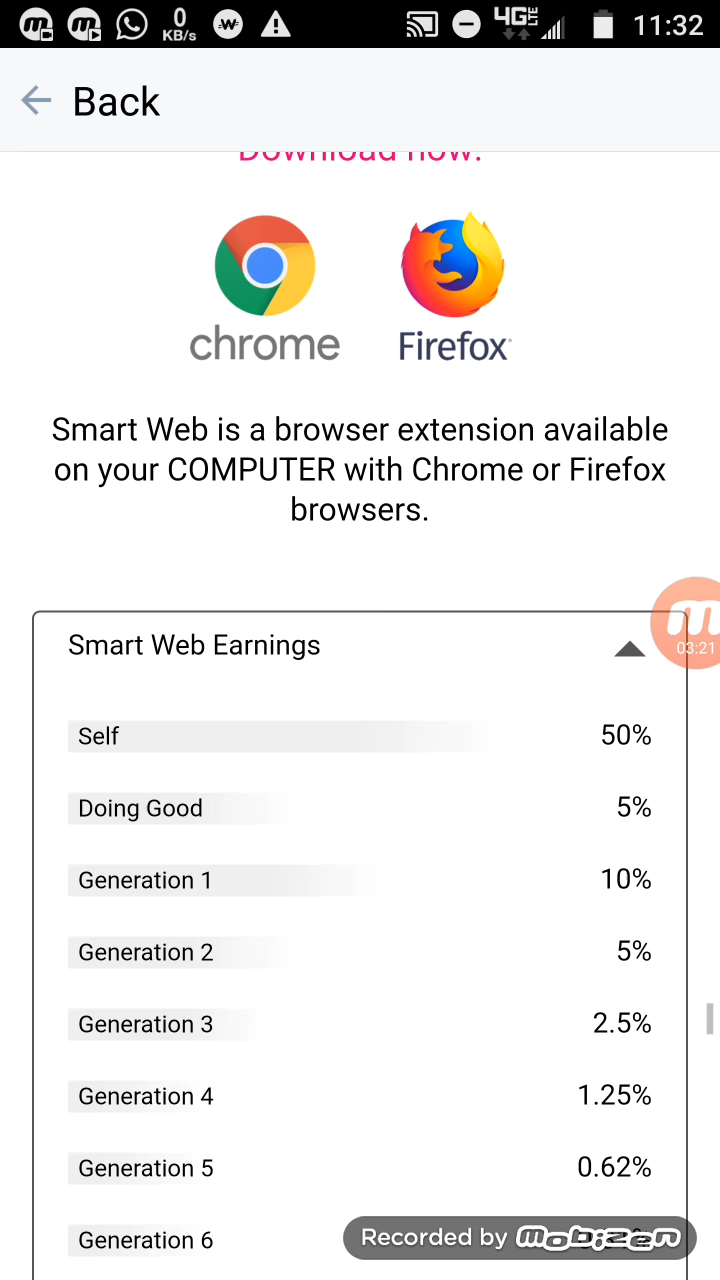 0
KB/s
W
4G LTE
11:32
Back
Download now!
chrome
Firefox
Smart Web is a browser extension available
on your COMPUTER with Chrome or Firefox
browsers.
03:21
Smart Web Earnings
Self 50%
Doing Good 5%
Generation 1 10%
Generation 2 5%
Generation 3 2.5%
Generation 4 1.25%
Generation 5 0.62%
Generation 6
Recorded by mobizen